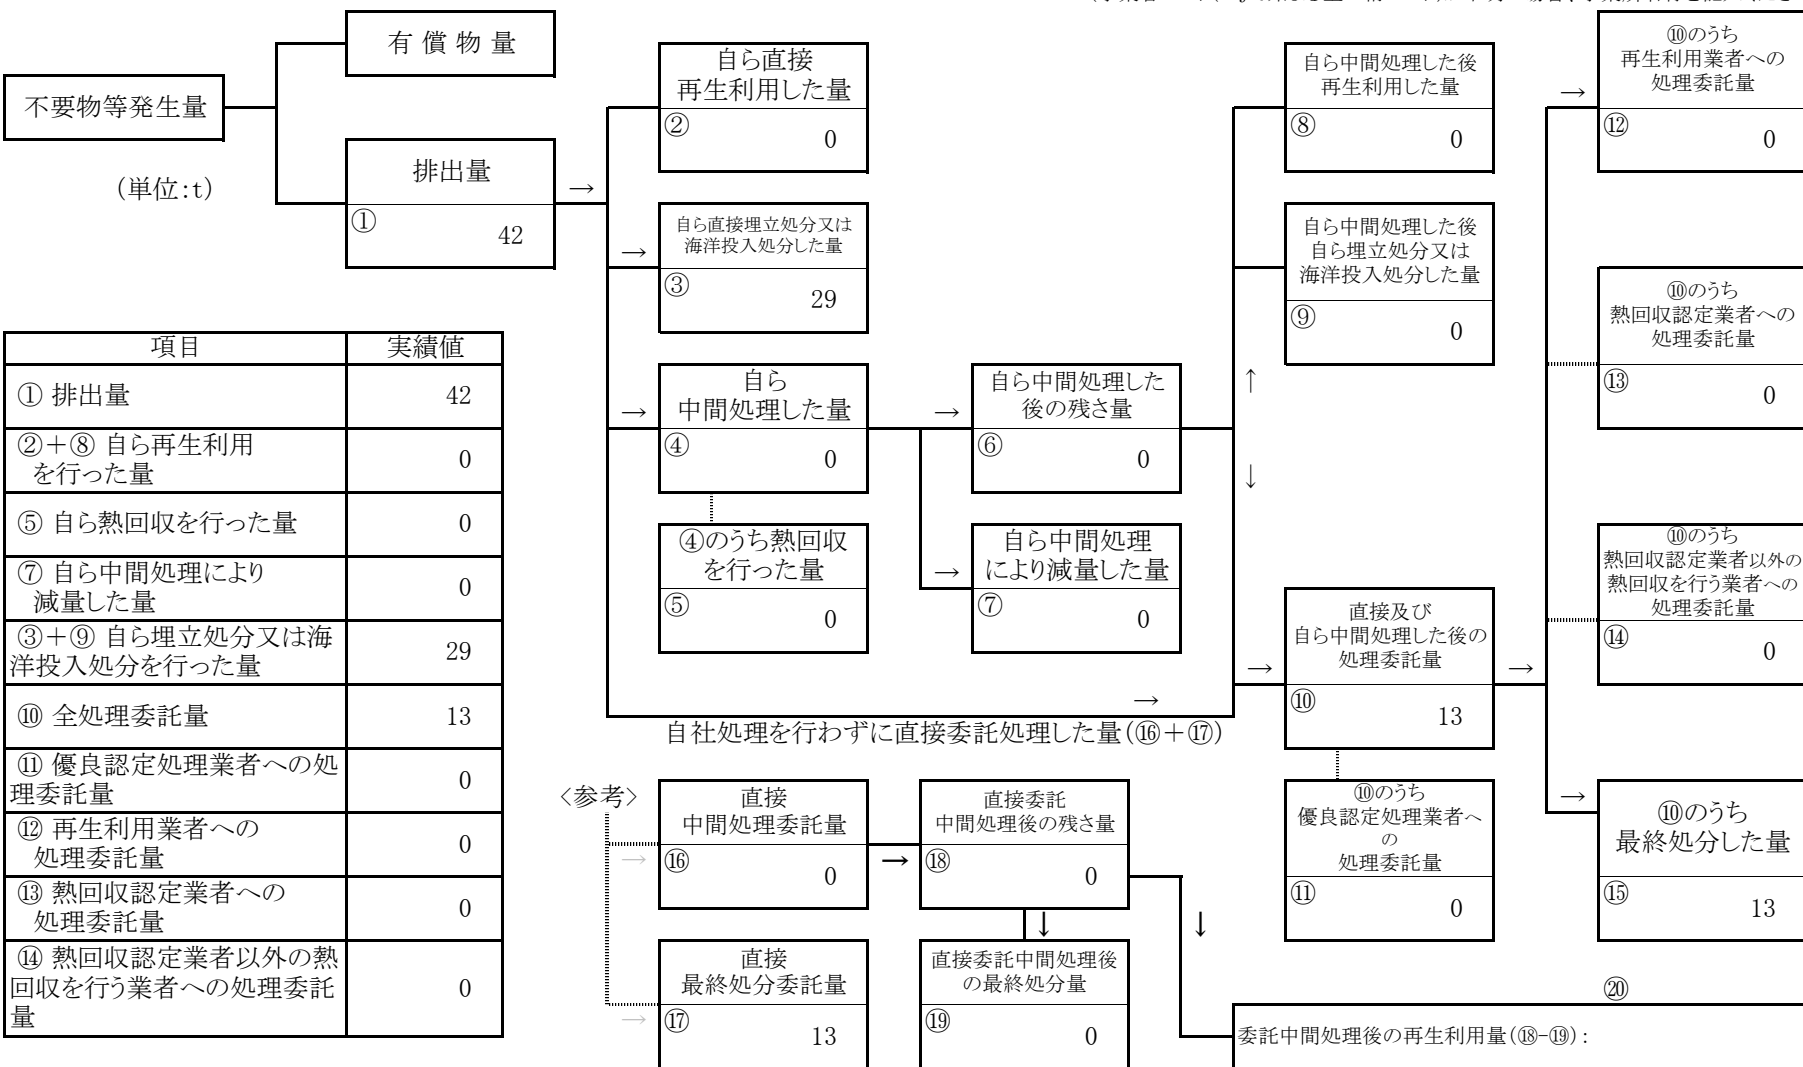 有 償 物 量
不要物等発生量
(単位:t)
排出量
①
42
→
自ら直接
再生利用した量
②
0
→
自ら直接埋立処分又は
海洋投入処分した量
③
29
→
自ら
中間処理した量
④
0
④のうち熱回収
を行った量
⑤
0
→
自ら中間処理した
後の残さ量
⑥
0
→
自ら中間処理
により減量した量
⑦
0
自ら中間処理した後
再生利用した量
⑧
0
自ら中間処理した後
自ら埋立処分又は
海洋投入処分した量
⑨
0
↑
↓
→
→
直接及び
自ら中間処理した後の
処理委託量
⑩
13
→
⑩のうち
優良認定処理業者へ
の
処理委託量
⑪
0
→
⑩のうち
再生利用業者への
処理委託量
⑫
0
⑩のうち
熱回収認定業者への
処理委託量
⑬
0
⑩のうち
熱回収認定業者以外の
熱回収を行う業者への
処理委託量
⑭
0
→
⑩のうち
最終処分した量
⑮
13
自社処理を行わずに直接委託処理した量(⑯+⑰)
項目 実績値
① 排出量 42
②+⑧ 自ら再生利用
を行った量 0
⑤ 自ら熱回収を行った量 0
⑦ 自ら中間処理により
減量した量 0
③+⑨ 自ら埋立処分又は海
洋投入処分を行った量 29
⑩ 全処理委託量 13
⑪ 優良認定処理業者への処
理委託量 0
⑫ 再生利用業者への
処理委託量 0
⑬ 熱回収認定業者への
処理委託量 0
⑭ 熱回収認定業者以外の熱
回収を行う業者への処理委託
量 0
<参考>
→
直接
中間処理委託量
⑯
0
→
直接委託
中間処理後の残さ量
⑱
0
↓
↓
→
直接
最終処分委託量
⑰
13
直接委託中間処理後
の最終処分量
⑲
0
⑳
委託中間処理後の再生利用量(⑱-⑲):